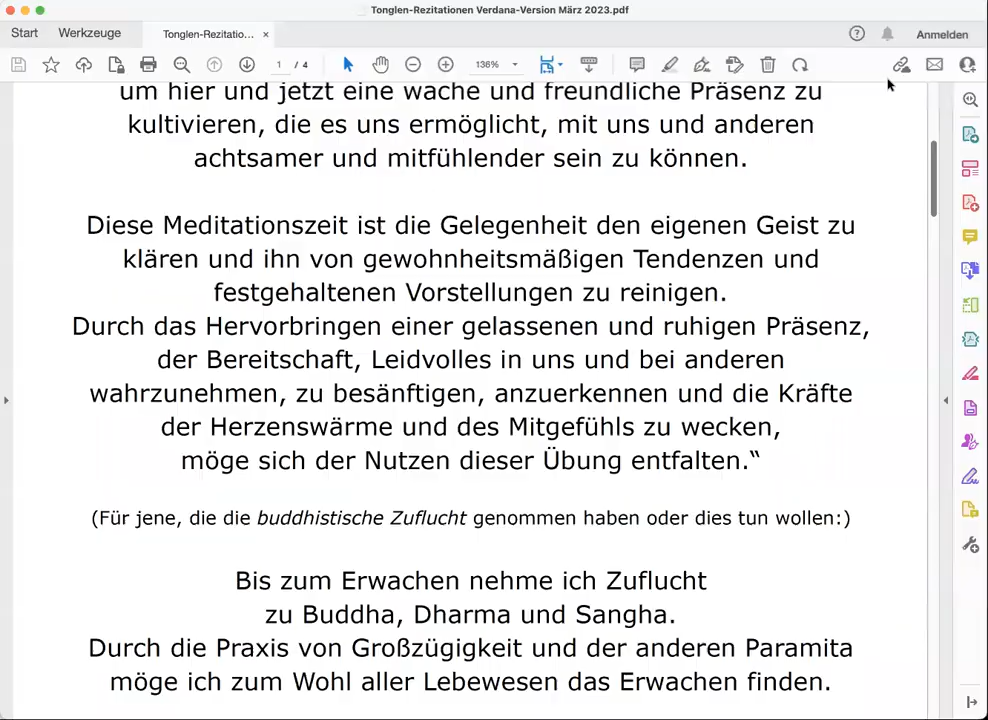 Tonglen-Rezitationen Verdana-Version März 2023.pdf
Start
Werkzeuge
Tonglen-Rezitatio...
Anmelden
1 / 4
136%
um hier und jetzt eine wache und freundliche Präsenz zu
kultivieren, die es uns ermöglicht, mit uns und anderen
achtsamer und mitfühlender sein zu können.
Diese Meditationszeit ist die Gelegenheit den eigenen Geist zu
klären und ihn von gewohnheitsmäßigen Tendenzen und
festgehaltenen Vorstellungen zu reinigen.
Durch das Hervorbringen einer gelassenen und ruhigen Präsenz,
der Bereitschaft, Leidvolles in uns und bei anderen
wahrzunehmen, zu besänftigen, anzuerkennen und die Kräfte
der Herzenswärme und des Mitgefühls zu wecken,
möge sich der Nutzen dieser Übung entfalten.“
(Für jene, die die buddhistische Zuflucht genommen haben oder dies tun wollen:)
Bis zum Erwachen nehme ich Zuflucht
zu Buddha, Dharma und Sangha.
Durch die Praxis von Großzügigkeit und der anderen Paramita
möge ich zum Wohl aller Lebewesen das Erwachen finden.